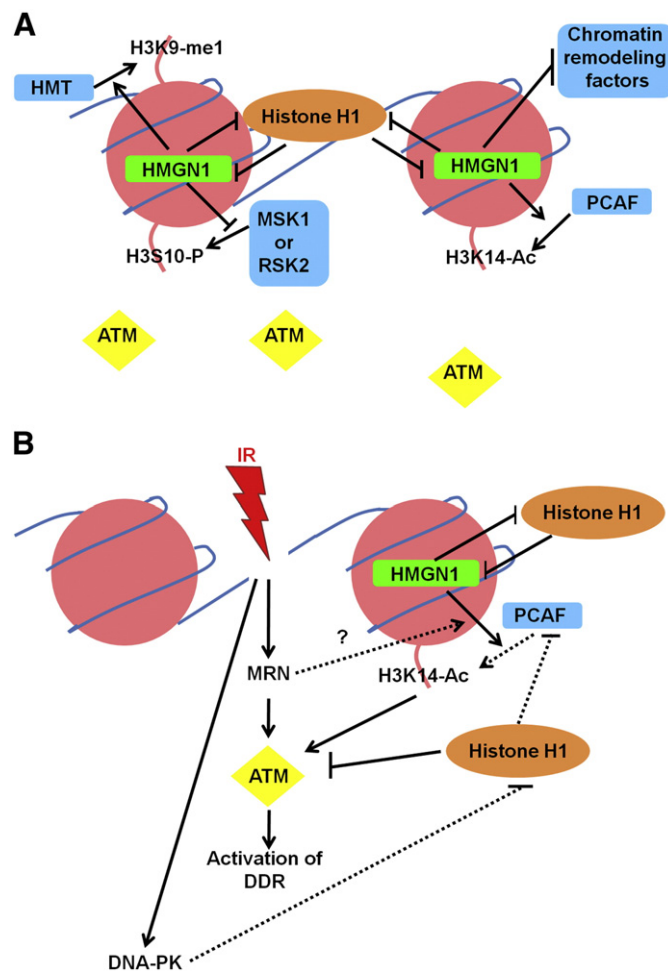 A
H3K9-me1
HMT
Histone H1
Chromatin
remodeling
factors
HMGN1
HMGN1
PCAF
MSK1
or
RSK2
H3S10-P
H3K14-Ac
ATM
ATM
ATM
B
IR
Histone H1
HMGN1
PCAF
?
MRN
H3K14-Ac
Histone H1
ATM
Activation of
DDR
DNA-PK